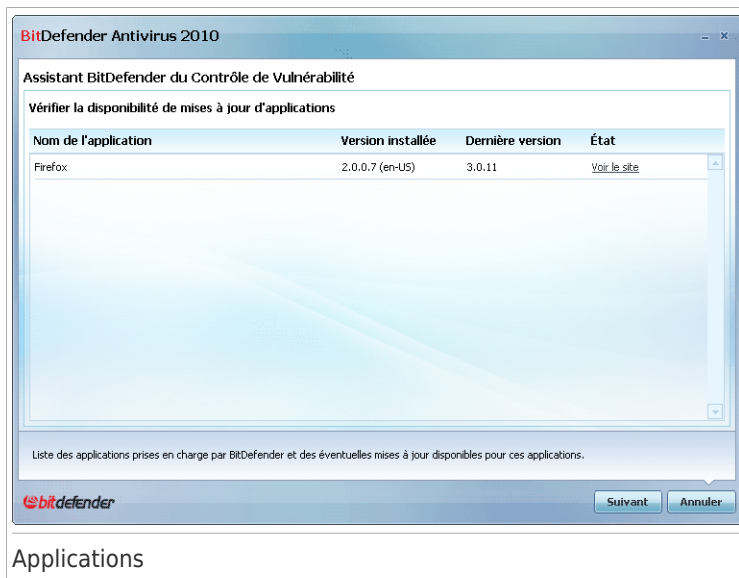 BitDefender Antivirus 2010
Assistant BitDefender du Contrôle de Vulnérabilité
Vérifier la disponibilité de mises à jour d'applications
Nom de l'application Version installée Dernière version État
Firefox 2.0.0.7 (en-US) 3.0.11 Voir le site
Liste des applications prises en charge par BitDefender et des éventuelles mises à jour disponibles pour ces applications.
bitdefender Suivant Annuler
Applications